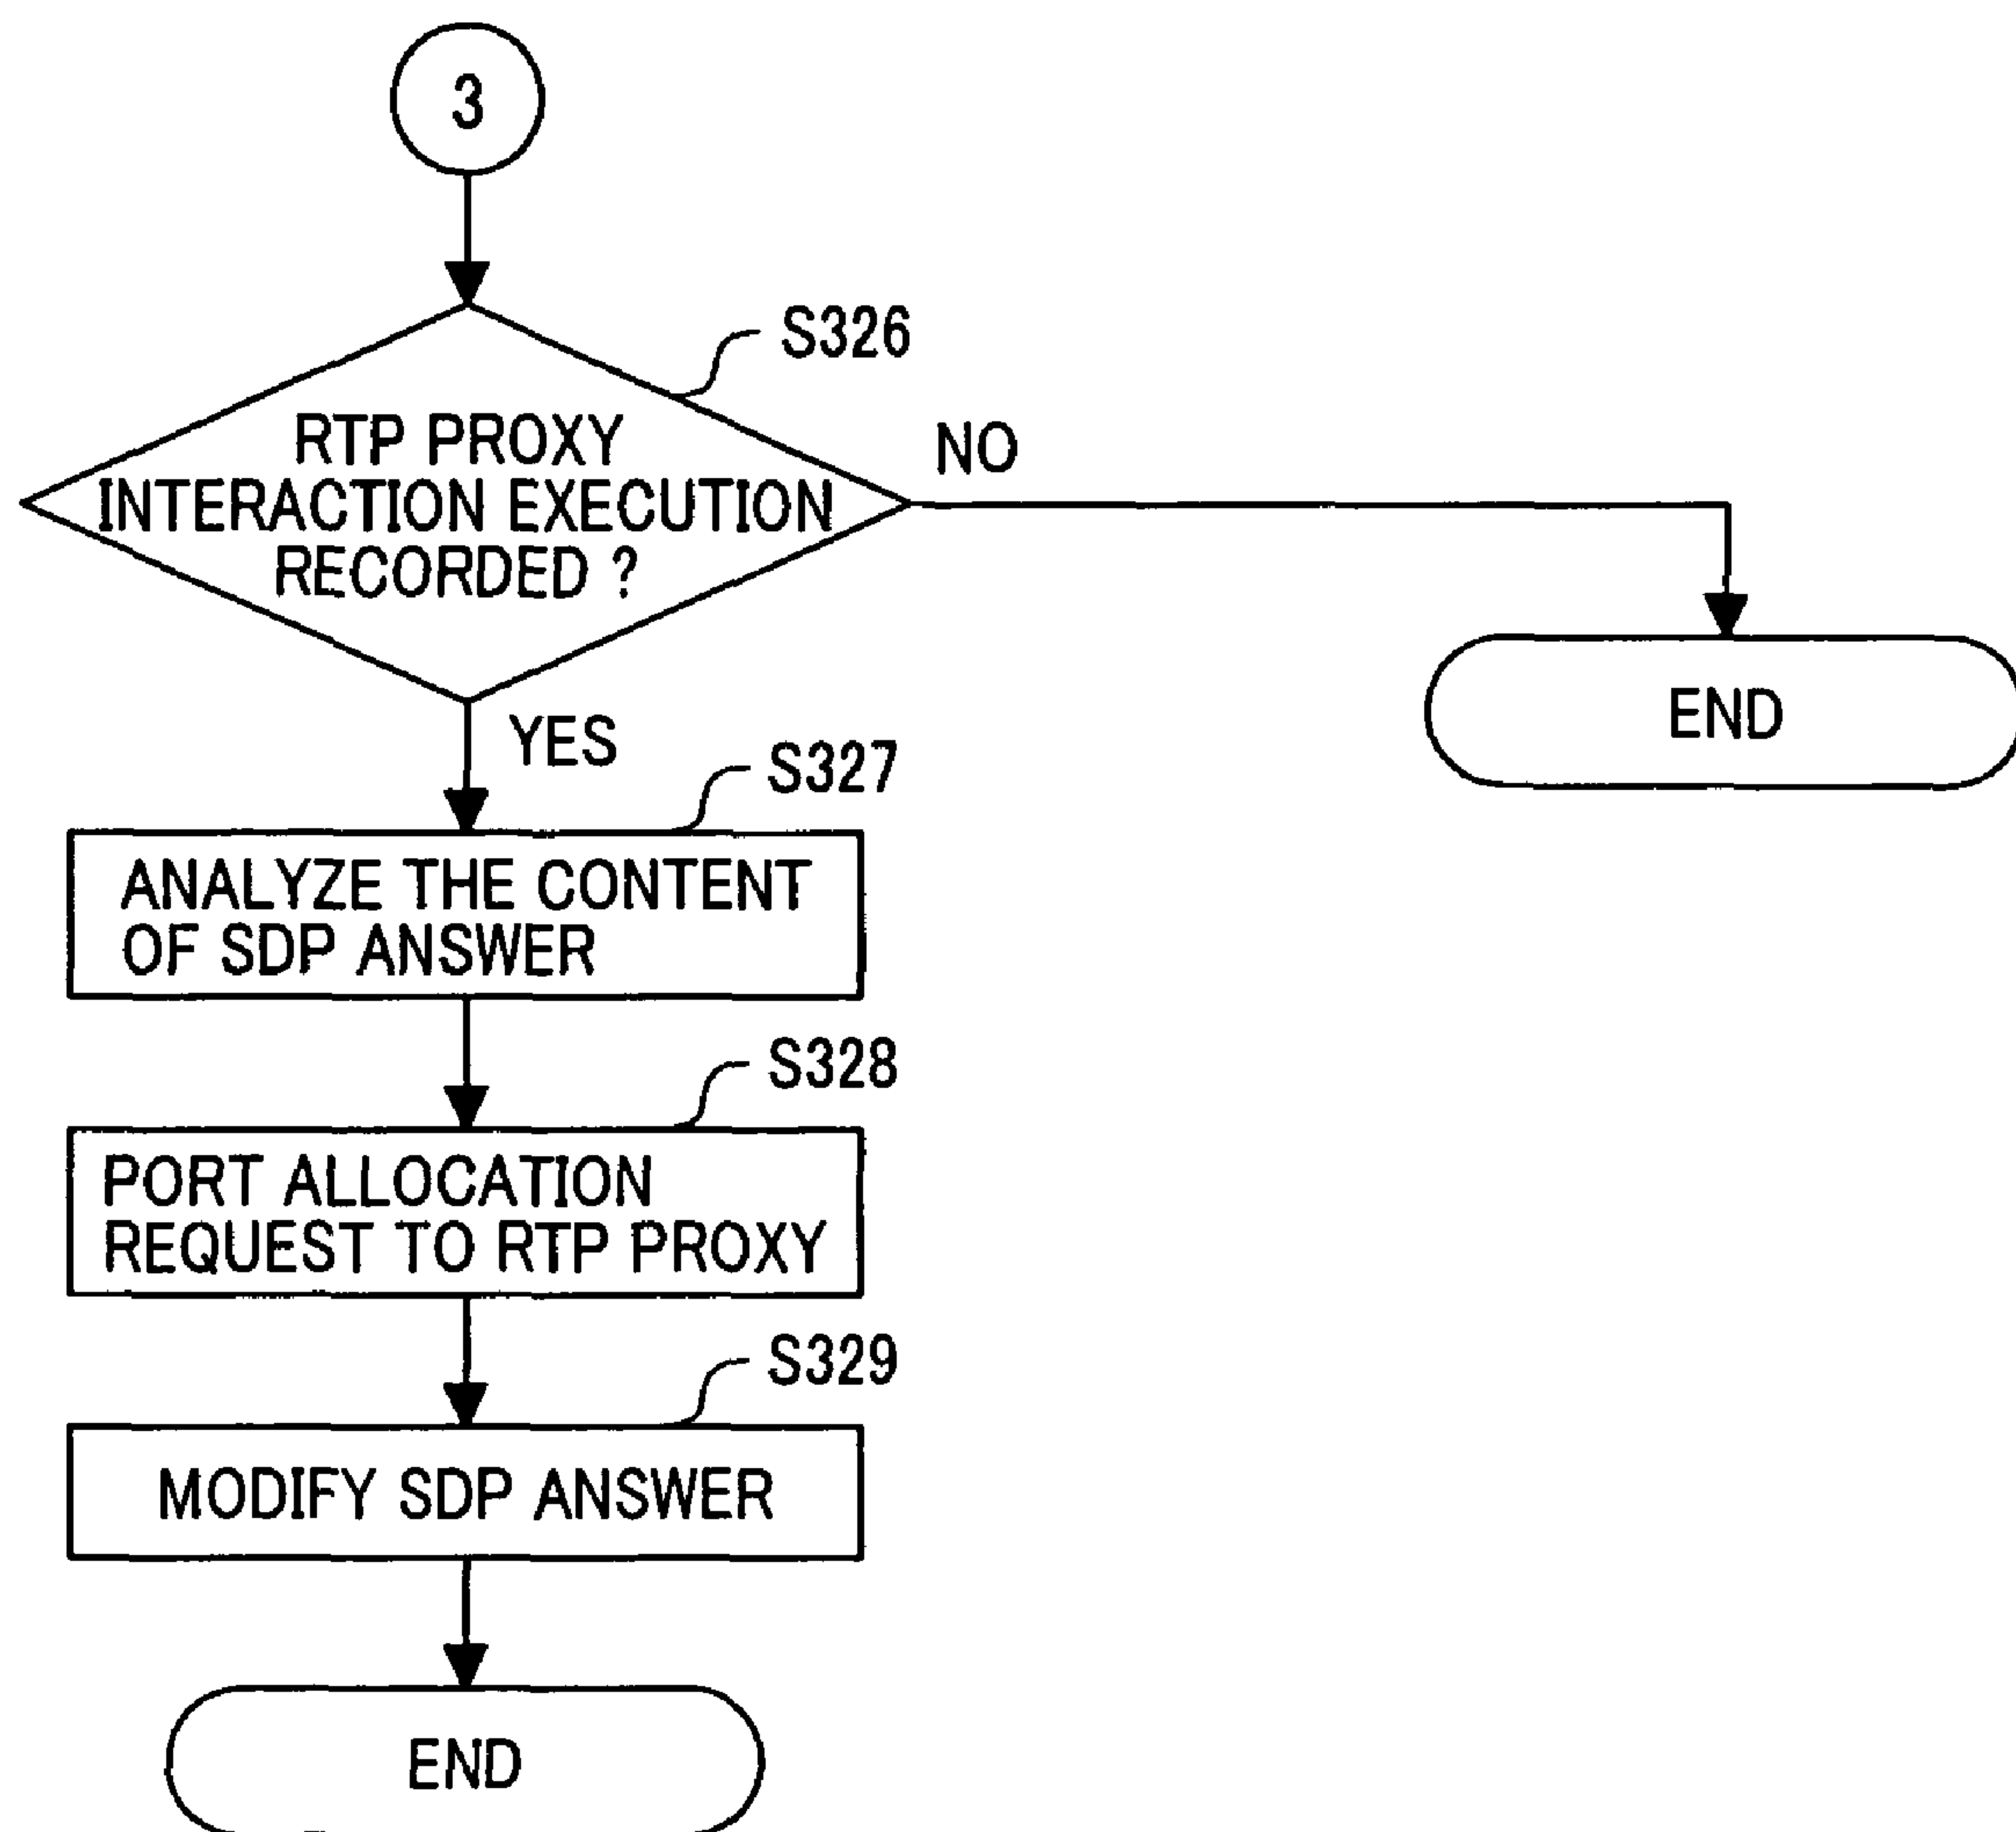 3
S326
RTP PROXY
INTERACTION EXECUTION
RECORDED ?
NO
END
YES
S327
ANALYZE THE CONTENT
OF SDP ANSWER
S328
PORT ALLOCATION
REQUEST TO RTP PROXY
S329
MODIFY SDP ANSWER
END